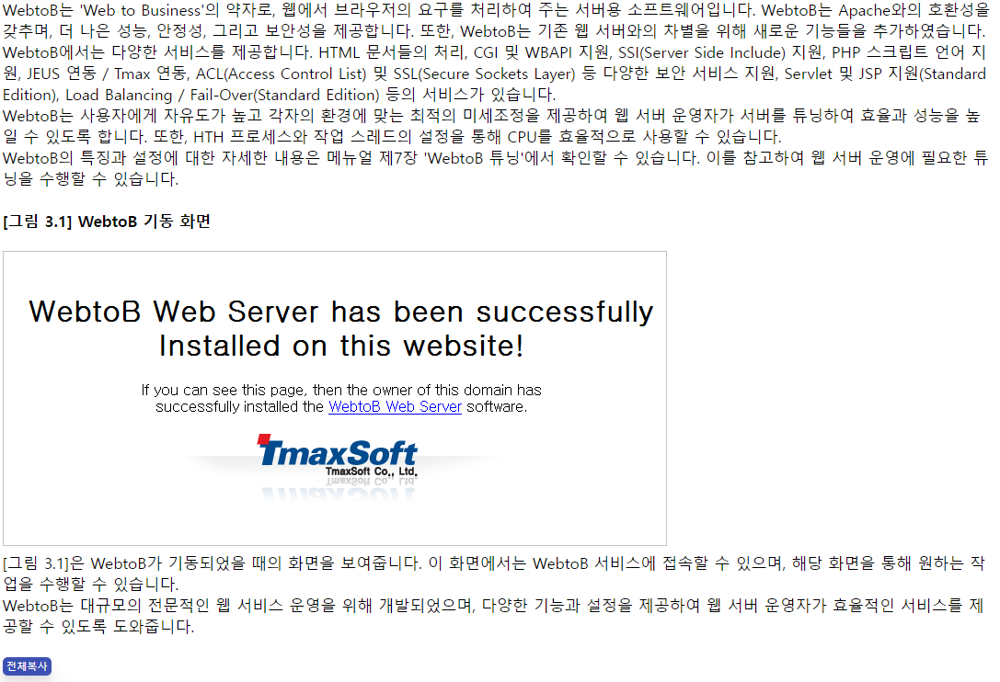 WebtoB는 'Web to Business'의 약자로, 웹에서 브라우저의 요구를 처리하여 주는 서버용 소프트웨어입니다. WebtoB는 Apache와의 호환성을
갖추며, 더 나은 성능, 안정성, 그리고 보안성을 제공합니다. 또한, WebtoB는 기존 웹 서버와의 차별을 위해 새로운 기능들을 추가하였습니다.
WebtoB에서는 다양한 서비스를 제공합니다. HTML 문서들의 처리, CGI 및 WBAPI 지원, SSI(Server Side Include) 지원, PHP 스크립트 언어 지
원, JEUS 연동 / Tmax 연동, ACL(Access Control List) 및 SSL(Secure Sockets Layer) 등 다양한 보안 서비스 지원, Servlet 및 JSP 지원(Standard
Edition), Load Balancing / Fail-Over(Standard Edition) 등의 서비스가 있습니다.
WebtoB는 사용자에게 자유도가 높고 각자의 환경에 맞는 최적의 미세조정을 제공하여 웹 서버 운영자가 서버를 튜닝하여 효율과 성능을 높
일 수 있도록 합니다. 또한, HTH 프로세스와 작업 스레드의 설정을 통해 CPU를 효율적으로 사용할 수 있습니다.
WebtoB의 특징과 설정에 대한 자세한 내용은 메뉴얼 제7장 'WebtoB 튜닝'에서 확인할 수 있습니다. 이를 참고하여 웹 서버 운영에 필요한 튜
닝을 수행할 수 있습니다.
[그림 3.1] WebtoB 기동 화면
WebtoB Web Server has been successfully
Installed on this website!
If you can see this page, then the owner of this domain has
successfully installed the WebtoB Web Server software.
TmaxSoft
TmaxSoft Co., Ltd.
[그림 3.1]은 WebtoB가 기동되었을 때의 화면을 보여줍니다. 이 화면에서는 WebtoB 서비스에 접속할 수 있으며, 해당 화면을 통해 원하는 작
업을 수행할 수 있습니다.
WebtoB는 대규모의 전문적인 웹 서비스 운영을 위해 개발되었으며, 다양한 기능과 설정을 제공하여 웹 서버 운영자가 효율적인 서비스를 제
공할 수 있도록 도와줍니다.
전체복사